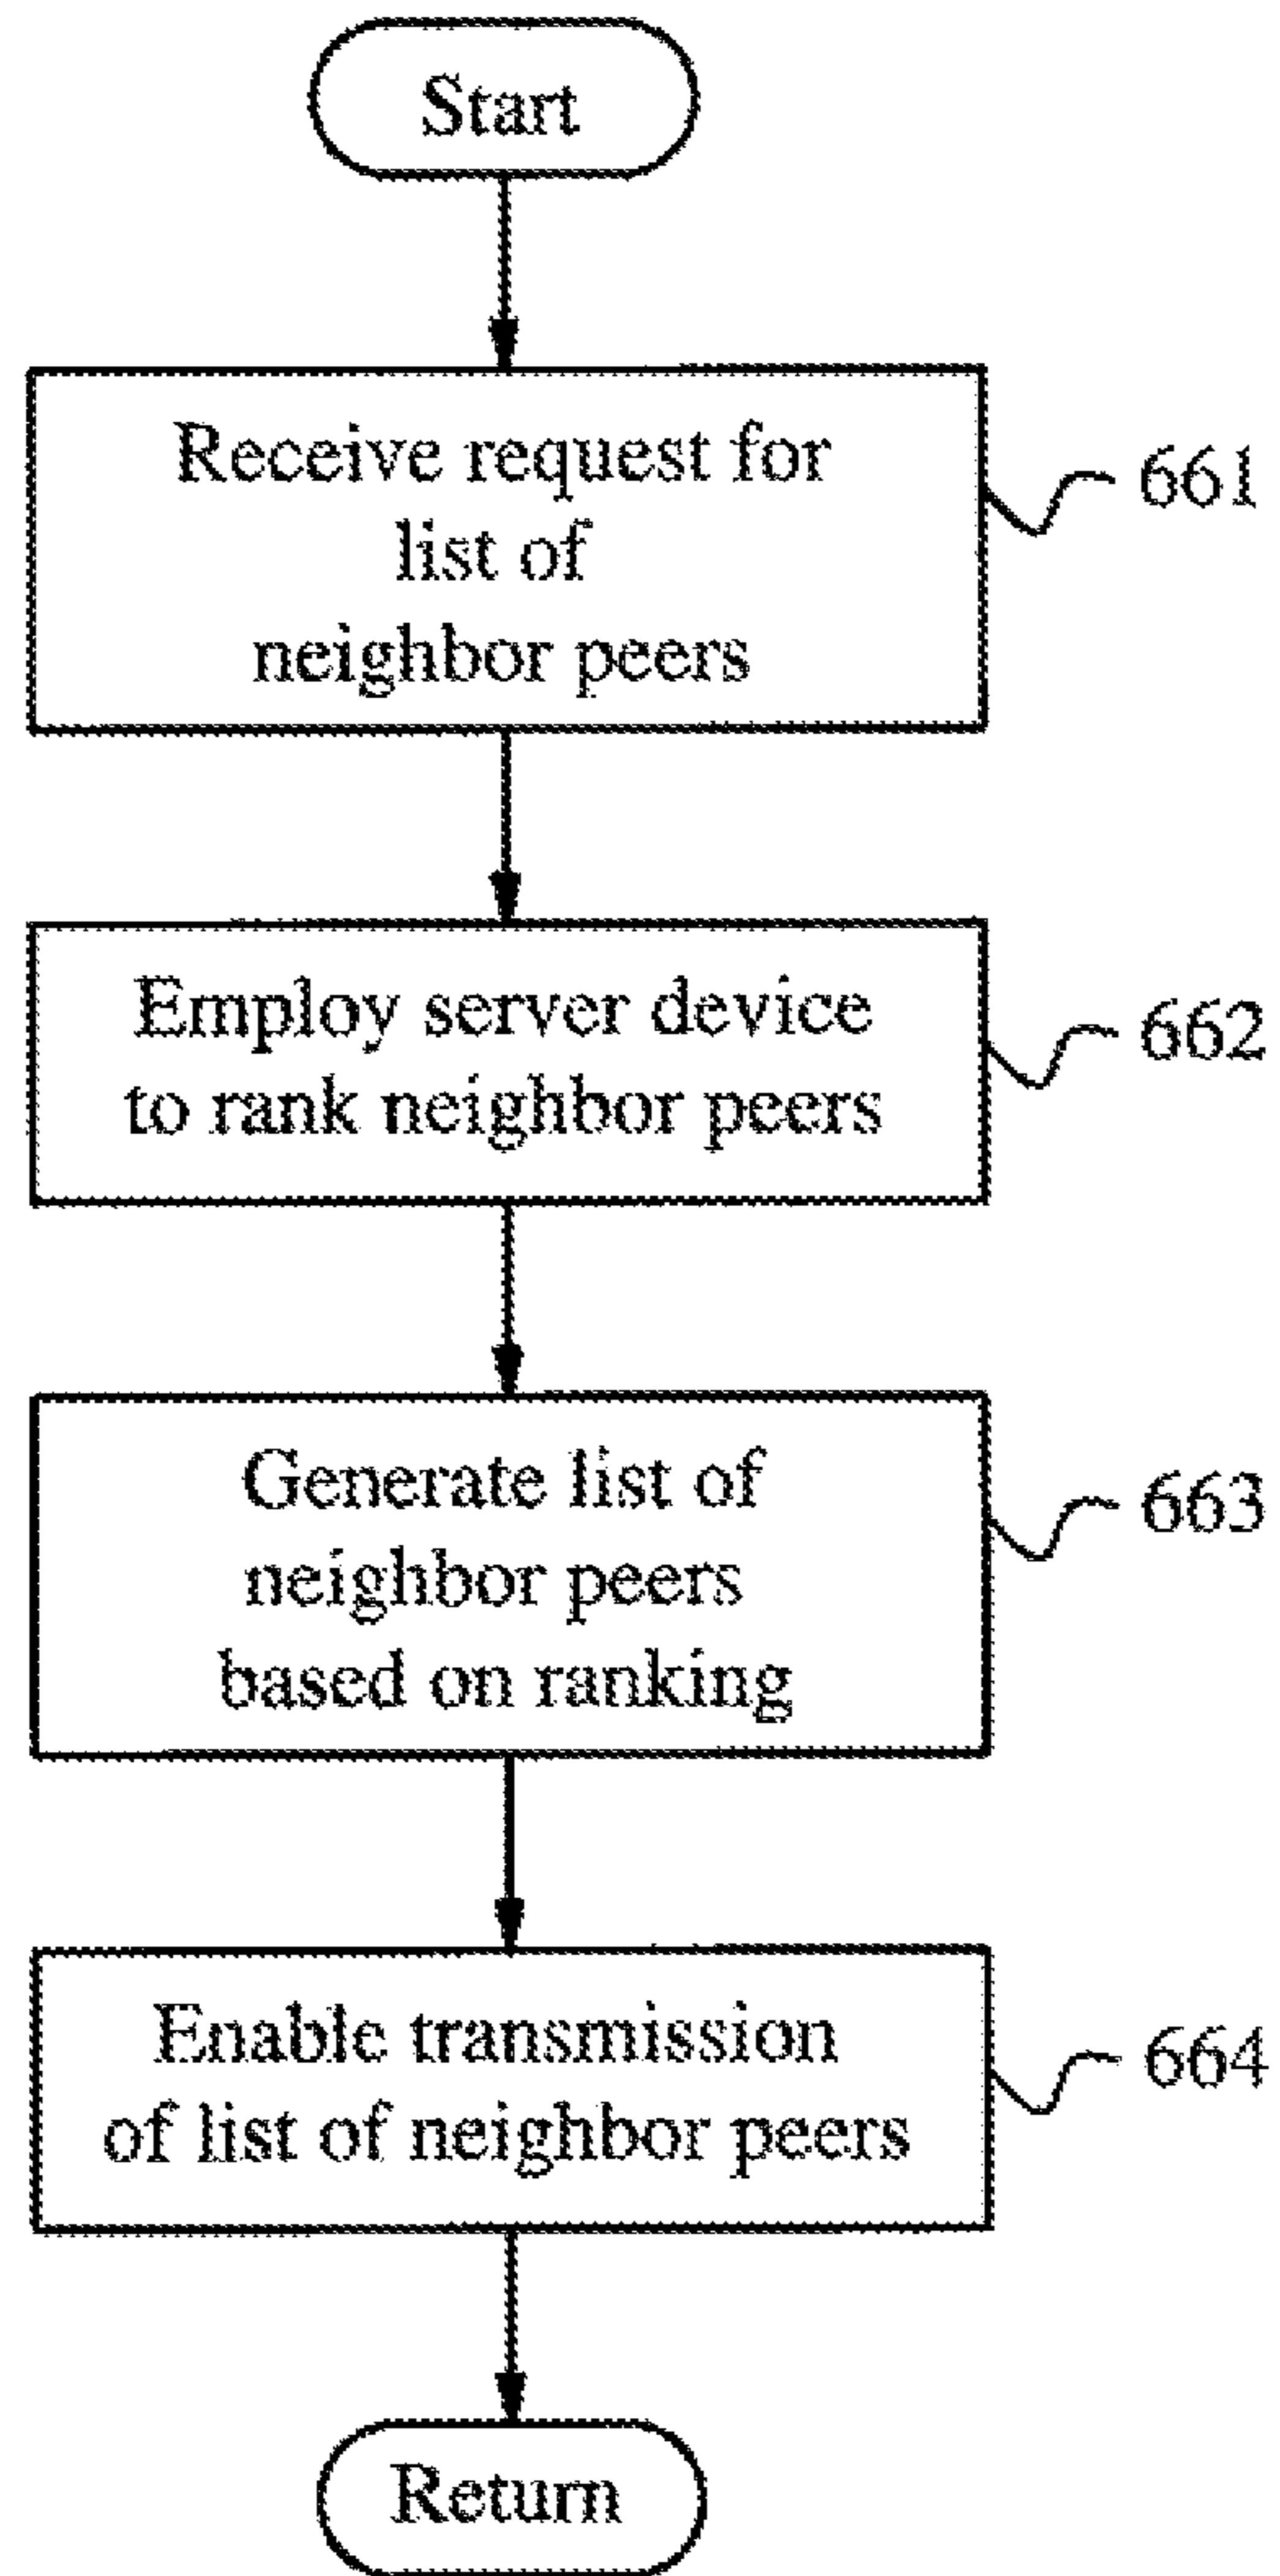 Start
Receive request for
list of
neighbor peers
661
Employ server device
to rank neighbor peers
662
Generate list of
neighbor peers
based on ranking
663
Enable transmission
of list of neighbor peers
664
Return